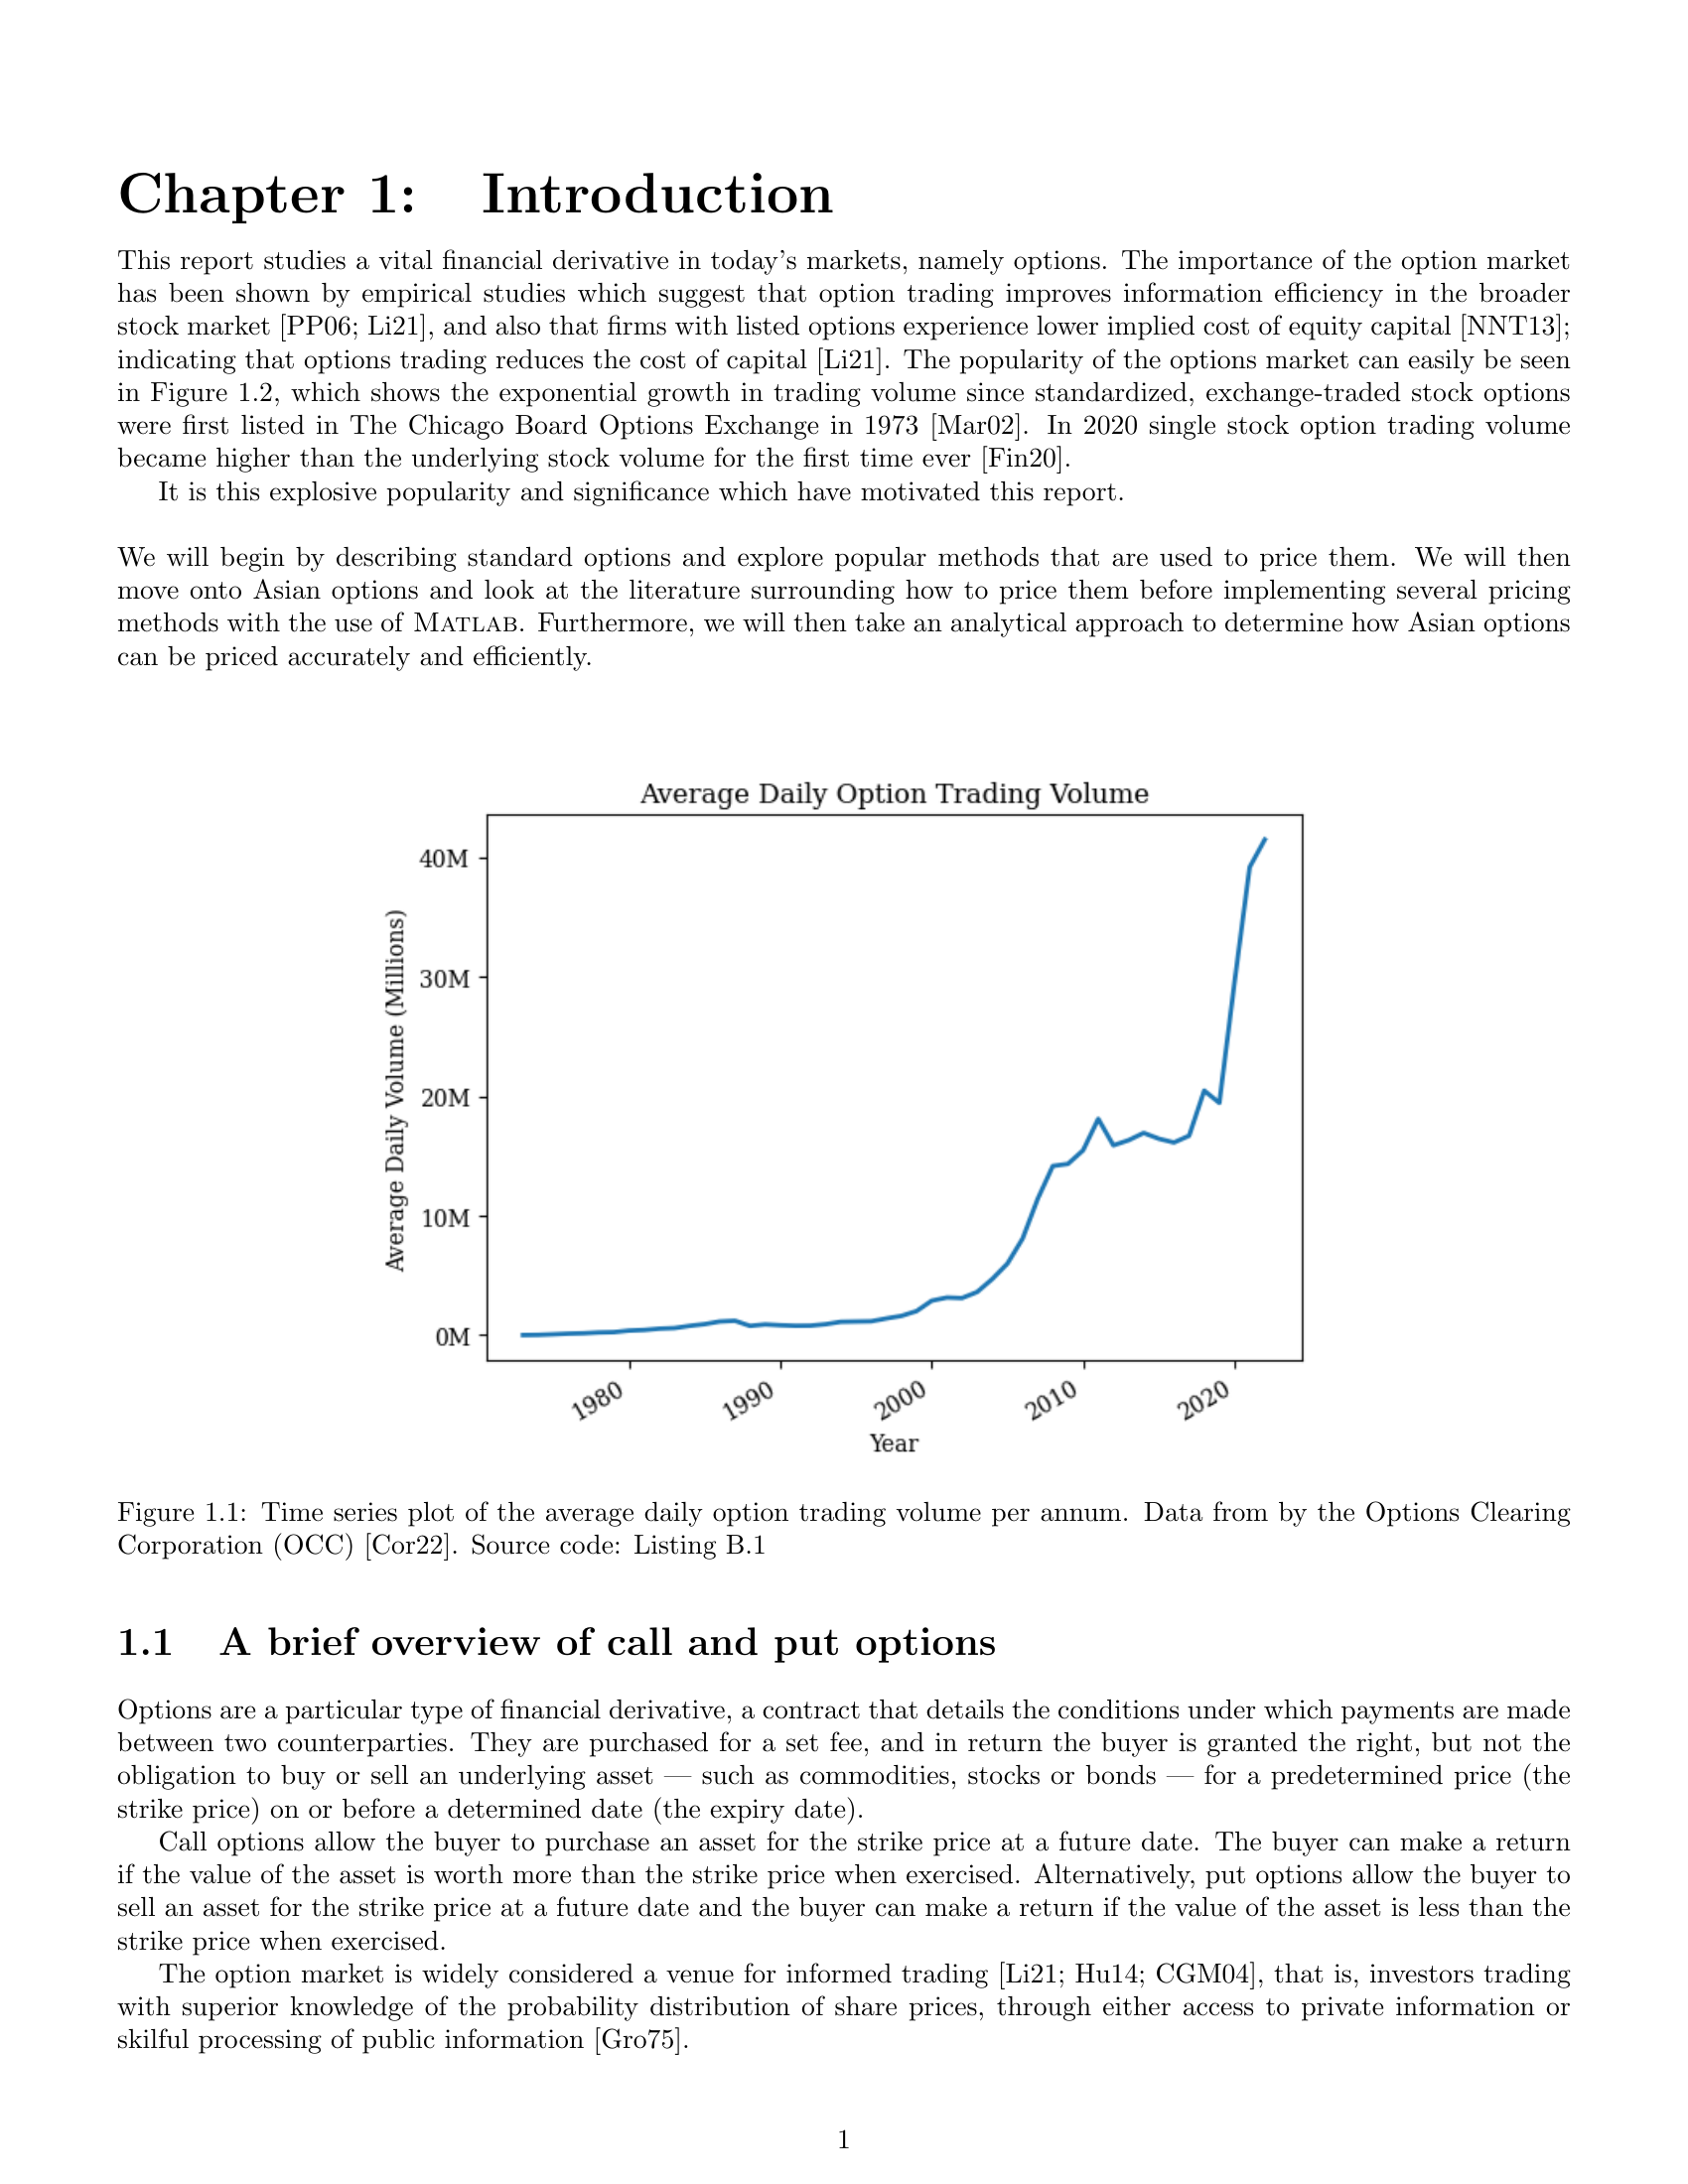 Chapter 1: Introduction
This report studies a vital financial derivative in today's markets, namely options. The importance of the option market
has been shown by empirical studies which suggest that option trading improves information efficiency in the broader
stock market [PP06; Li21], and also that firms with listed options experience lower implied cost of equity capital [NNT13];
indicating that options trading reduces the cost of capital [Li21]. The popularity of the options market can easily be seen
in Figure 1.2, which shows the exponential growth in trading volume since standardized, exchange-traded stock options
were first listed in The Chicago Board Options Exchange in 1973 [Mar02]. In 2020 single stock option trading volume
became higher than the underlying stock volume for the first time ever [Fin20].
It is this explosive popularity and significance which have motivated this report.
We will begin by describing standard options and explore popular methods that are used to price them. We will then
move onto Asian options and look at the literature surrounding how to price them before implementing several pricing
methods with the use of MATLAB. Furthermore, we will then take an analytical approach to determine how Asian options
can be priced accurately and efficiently.
Average Daily Option Trading Volume
Average Daily Volume (Millions)
40M
30M
20M
10M
0M
1980
1990
2000
2010
2020
Year
Figure 1.1: Time series plot of the average daily option trading volume per annum. Data from by the Options Clearing
Corporation (OCC) [Cor22]. Source code: Listing B.1
1.1 A brief overview of call and put options
Options are a particular type of financial derivative, a contract that details the conditions under which payments are made
between two counterparties. They are purchased for a set fee, and in return the buyer is granted the right, but not the
obligation to buy or sell an underlying asset — such as commodities, stocks or bonds — for a predetermined price (the
strike price) on or before a determined date (the expiry date).
Call options allow the buyer to purchase an asset for the strike price at a future date. The buyer can make a return
if the value of the asset is worth more than the strike price when exercised. Alternatively, put options allow the buyer to
sell an asset for the strike price at a future date and the buyer can make a return if the value of the asset is less than the
strike price when exercised.
The option market is widely considered a venue for informed trading [Li21; Hu14; CGM04], that is, investors trading
with superior knowledge of the probability distribution of share prices, through either access to private information or
skilful processing of public information [Gro75].
1